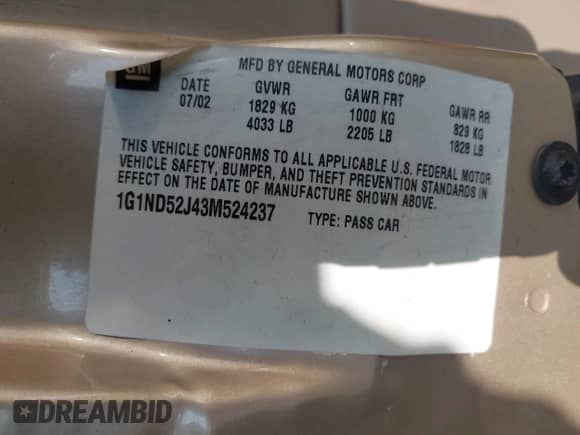 GM
MFD BY GENERAL MOTORS CORP
DATE GVWR GAWR FRT GAWR RR
07/02 1829 KG 1000 KG 829 KG
4033 LB 2205 LB 1828 LB
THIS VEHICLE CONFORMS TO ALL APPLICABLE U.S. FEDERAL MOTOR
VEHICLE SAFETY, BUMPER, AND THEFT PREVENTION STANDARDS IN
EFFECT ON THE DATE OF MANUFACTURE SHOWN ABOVE.
1G1ND52J43M524237 TYPE: PASS CAR
DREAMBID